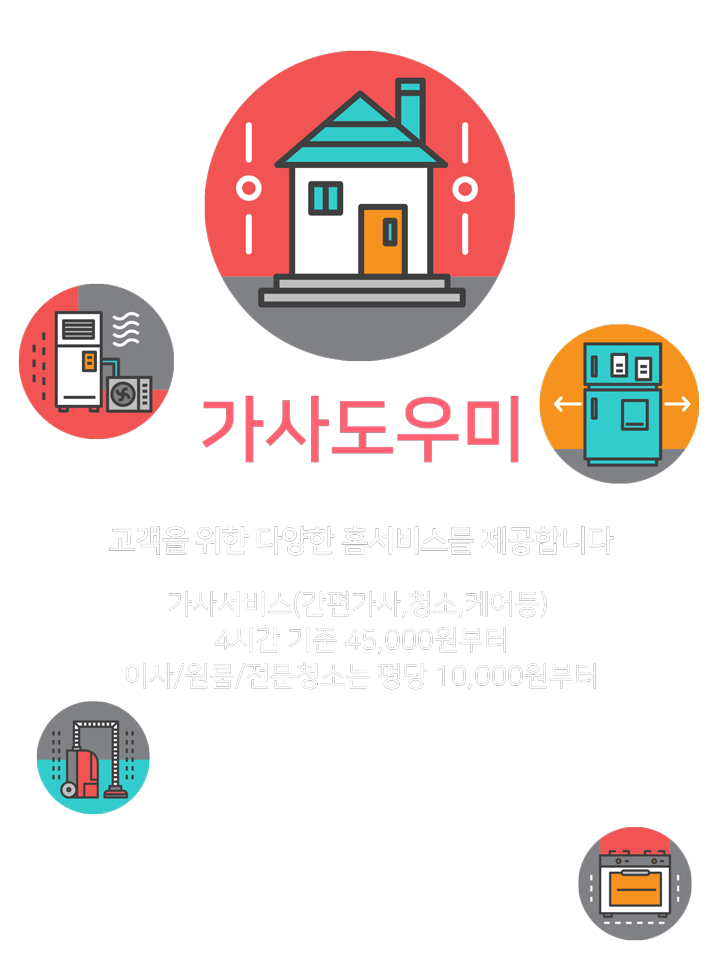 가사도우미
고객을 위한 다양한 홈서비스를 제공합니다
가사서비스(간편가사,청소,케어등)
4시간 기준 45,000원부터
이사/원룸/전문청소는 평당 10,000원부터